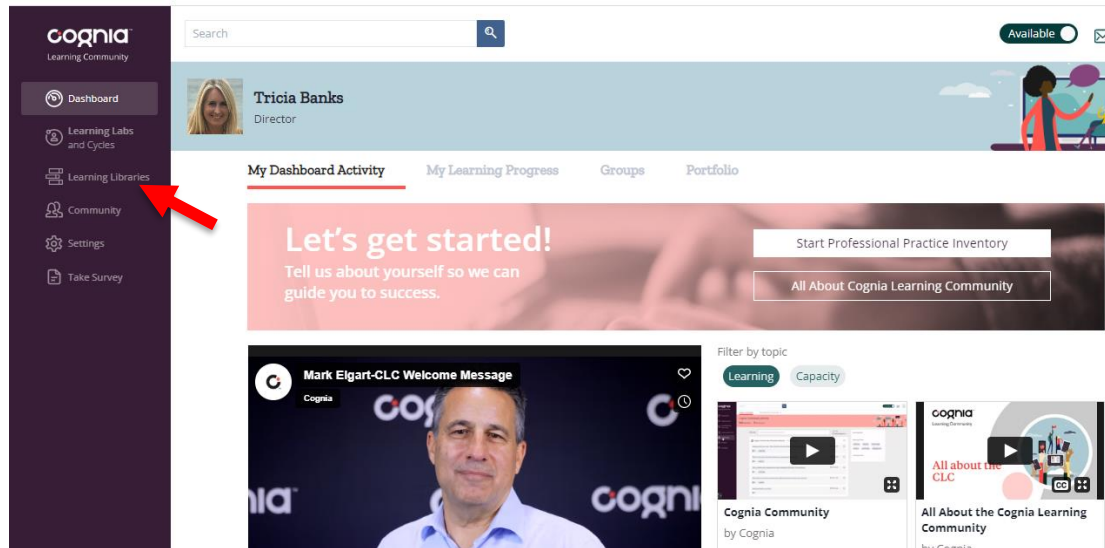 cognia
Learning Community
Search
Available
Dashboard
Learning Labs
and Cycles
Learning Libraries
Community
Settings
Take Survey
Tricia Banks
Director
My Dashboard Activity
My Learning Progress
Groups
Portfolio
Let's get started!
Tell us about yourself so we can
guide you to success.
Start Professional Practice Inventory
All About Cognia Learning Community
Mark Elgart-CLC Welcome Message
Cognia
Filter by topic
Learning
Capacity
cognia
Learning Community
All about the
CLC
CC
Cognia Community
by Cognia
All About the Cognia Learning
Community
by Cognia